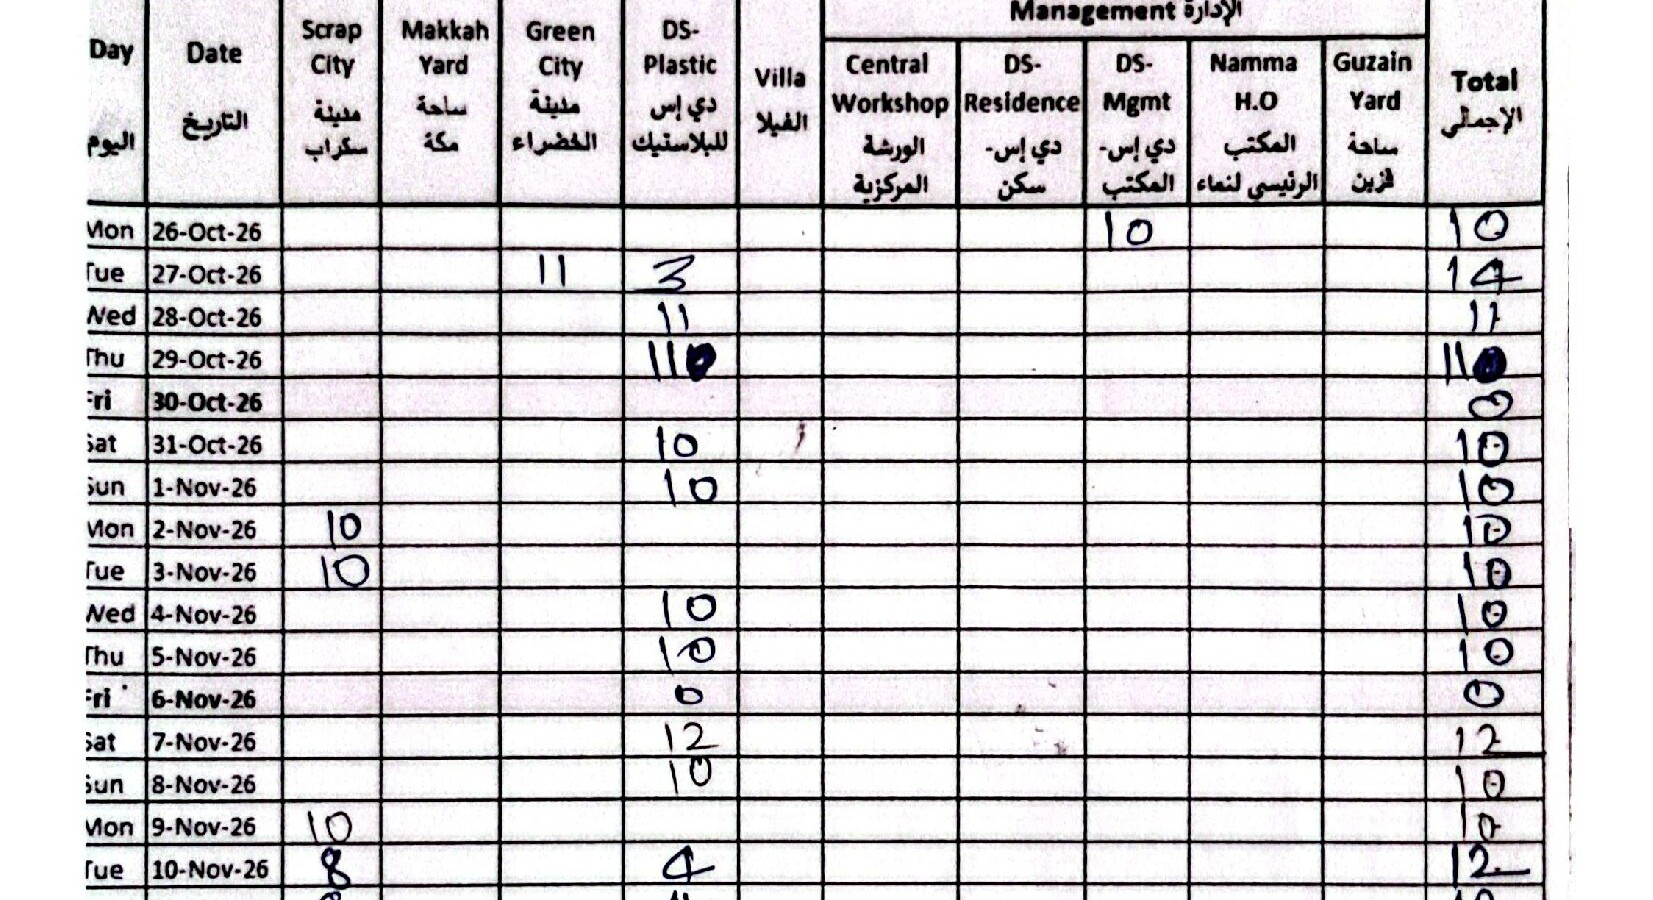 Management الإدارة
Day Date Scrap City Makkah Yard Green City DS-Plastic Villa Central Workshop DS-Residence DS-Mgmt Namma H.O Guzain Yard Total
اليوم التاريخ مدينة سكراب ساحة مكة مدينة الخضراء دي إس للبلاستيك الفيلا الورشة المركزية دي إس-سكن دي إس-المكتب المكتب الرئيسي لنماء ساحة قزين الإجمالي
Mon 26-Oct-26 10 10
Tue 27-Oct-26 11 3 14
Wed 28-Oct-26 11 11
Thu 29-Oct-26 11 11
Fri 30-Oct-26 0
Sat 31-Oct-26 10 10
Sun 1-Nov-26 10 10
Mon 2-Nov-26 10 10
Tue 3-Nov-26 10 10
Wed 4-Nov-26 10 10
Thu 5-Nov-26 10 10
Fri 6-Nov-26 0 0
Sat 7-Nov-26 12 12
Sun 8-Nov-26 10 10
Mon 9-Nov-26 10 10
Tue 10-Nov-26 8 4 12